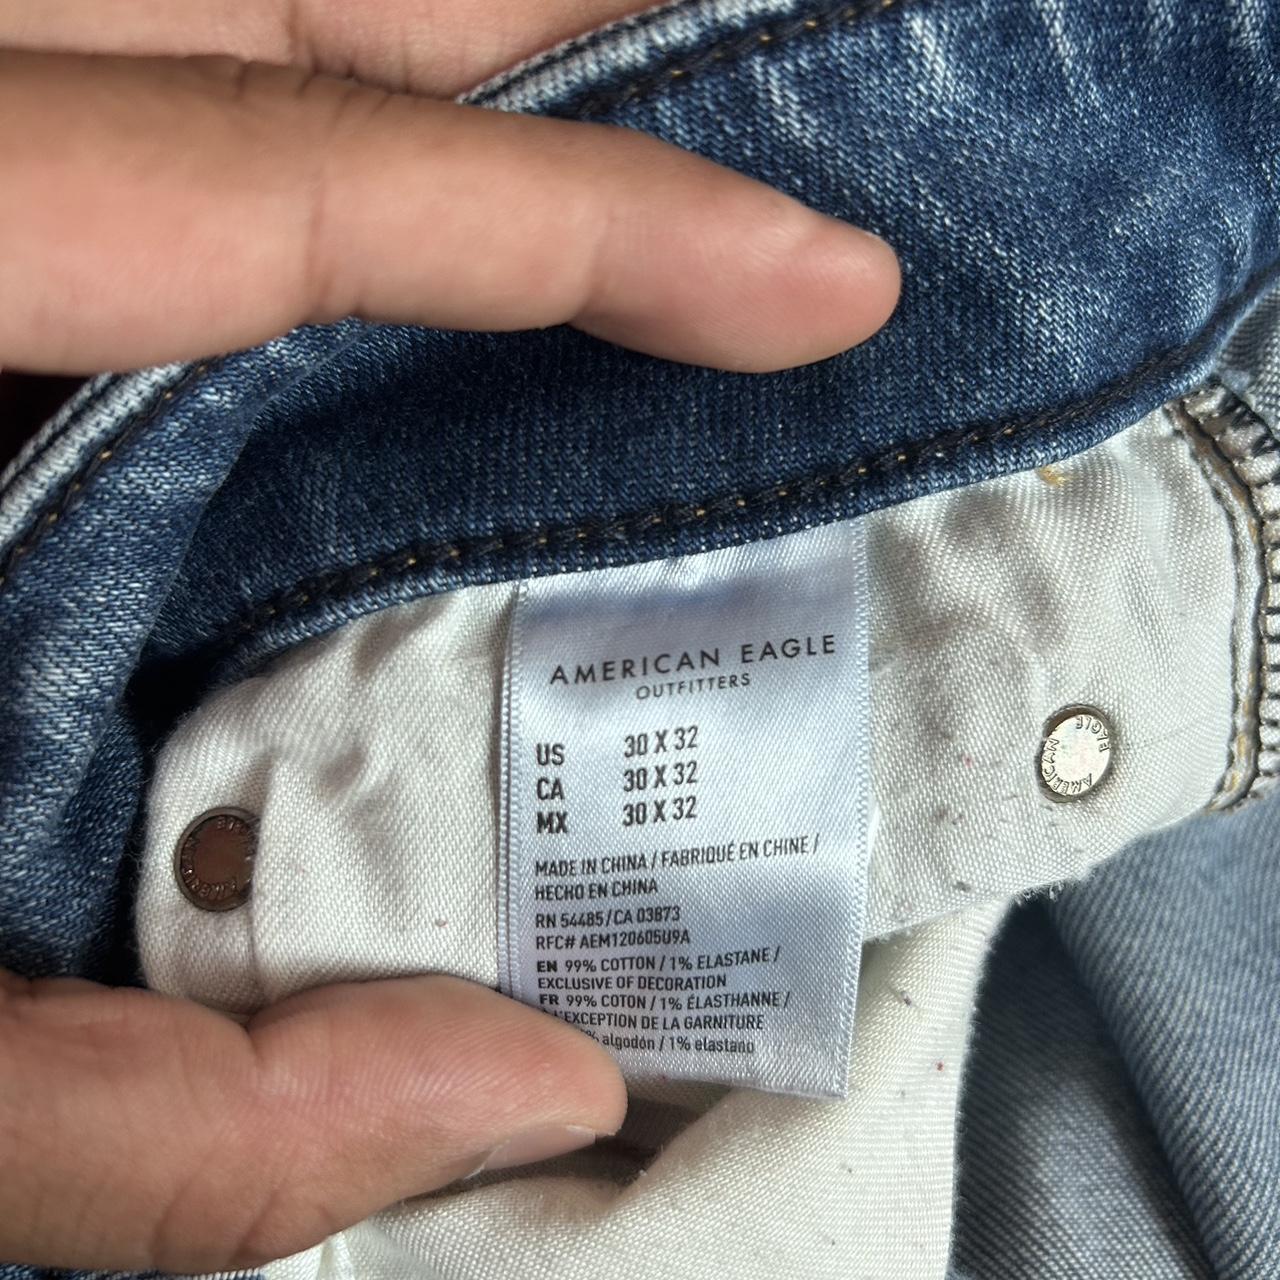 AMERICAN EAGLE
OUTFITTERS
US 30 X 32
CA 30 X 32
MX 30 X 32
MADE IN CHINA / FABRIQUÉ EN CHINE /
HECHO EN CHINA
RN 54485 / CA 03873
RFC# AEM120605U9A
EN 99% COTTON / 1% ELASTANE /
EXCLUSIVE OF DECORATION
FR 99% COTON / 1% ÉLASTHANNE /
L'EXCEPTION DE LA GARNITURE
% algodón / 1% elastano
AMERICAN
EAGLE